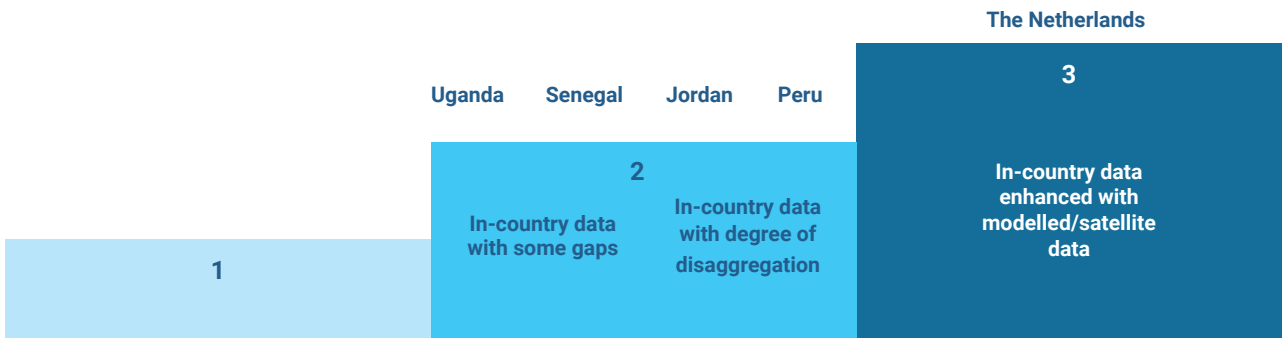 The Netherlands
3
Uganda Senegal Jordan Peru
2
In-country data
with some gaps
In-country data
with degree of
disaggregation
In-country data
enhanced with
modelled/satellite
data
1